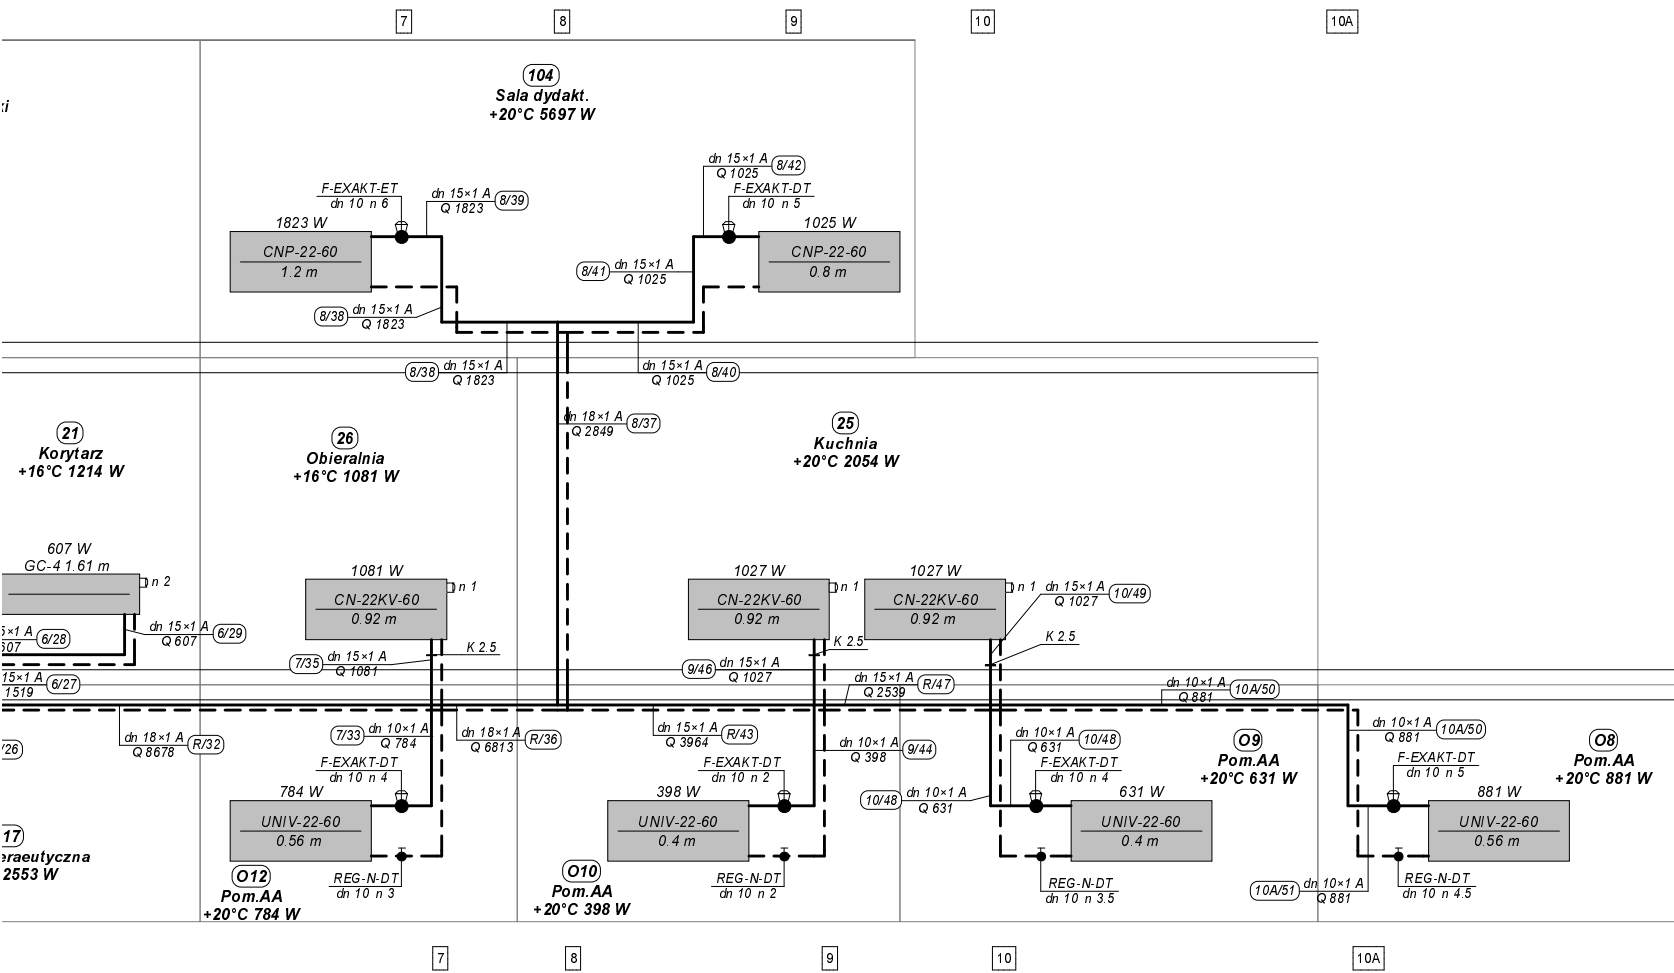 7
8
9
10
10A
104
Sala dydakt.
+20°C 5697 W
dn 15×1 A
Q 1025
8/42
F-EXAKT-ET
dn 10 n 6
dn 15×1 A
Q 1823
8/39
F-EXAKT-DT
dn 10 n 5
1823 W
CNP-22-60
1.2 m
1025 W
CNP-22-60
0.8 m
8/41
dn 15×1 A
Q 1025
8/38
dn 15×1 A
Q 1823
8/38
dn 15×1 A
Q 1823
dn 15×1 A
Q 1025
8/40
dn 18×1 A
Q 2849
8/37
21
Korytarz
+16°C 1214 W
26
Obieralnia
+16°C 1081 W
25
Kuchnia
+20°C 2054 W
607 W
GC-4 1.61 m
n 2
1081 W
CN-22KV-60
0.92 m
n 1
1027 W
CN-22KV-60
0.92 m
n 1
1027 W
CN-22KV-60
0.92 m
n 1
dn 15×1 A
Q 1027
10/49
×1 A
607
6/28
dn 15×1 A
Q 607
6/29
K 2.5
K 2.5
K 2.5
7/35
dn 15×1 A
Q 1081
9/46
dn 15×1 A
Q 1027
15×1 A
1519
6/27
dn 15×1 A
Q 2539
R/47
dn 10×1 A
Q 881
10A/50
/26
dn 18×1 A
Q 8678
R/32
7/33
dn 10×1 A
Q 784
dn 18×1 A
Q 6813
R/36
dn 15×1 A
Q 3964
R/43
dn 10×1 A
Q 398
9/44
dn 10×1 A
Q 631
10/48
O9
Pom.AA
+20°C 631 W
dn 10×1 A
Q 881
10A/50
O8
Pom.AA
+20°C 881 W
F-EXAKT-DT
dn 10 n 4
F-EXAKT-DT
dn 10 n 2
F-EXAKT-DT
dn 10 n 4
F-EXAKT-DT
dn 10 n 5
10/48
dn 10×1 A
Q 631
784 W
UNIV-22-60
0.56 m
398 W
UNIV-22-60
0.4 m
631 W
UNIV-22-60
0.4 m
881 W
UNIV-22-60
0.56 m
17
eraeutyczna
2553 W
O12
Pom.AA
+20°C 784 W
REG-N-DT
dn 10 n 3
O10
Pom.AA
+20°C 398 W
REG-N-DT
dn 10 n 2
REG-N-DT
dn 10 n 3.5
10A/51
dn 10×1 A
Q 881
REG-N-DT
dn 10 n 4.5
7
8
9
10
10A